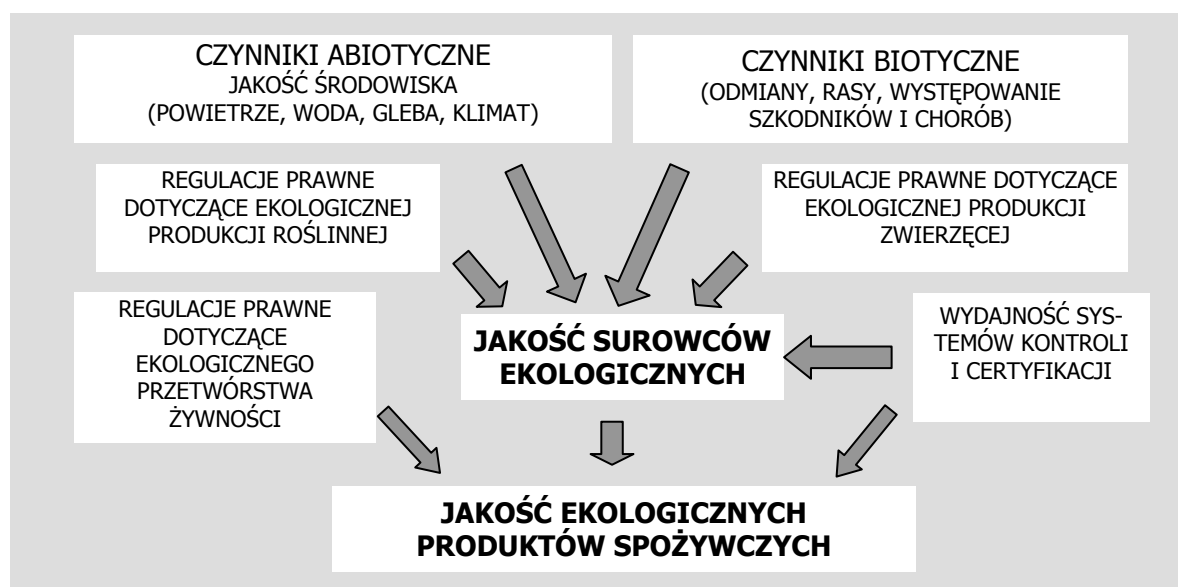 CZYNNIKI ABIOTYCZNE
JAKOŚĆ ŚRODOWISKA
(POWIETRZE, WODA, GLEBA, KLIMAT)
CZYNNIKI BIOTYCZNE
(ODMIANY, RASY, WYSTĘPOWANIE
SZKODNIKÓW I CHORÓB)
REGULACJE PRAWNE
DOTYCZĄCE EKOLOGICZNEJ
PRODUKCJI ROŚLINNEJ
REGULACJE PRAWNE DOTYCZĄCE
EKOLOGICZNEJ PRODUKCJI
ZWIERZĘCEJ
REGULACJE PRAWNE
DOTYCZĄCE
EKOLOGICZNEGO
PRZETWÓRSTWA
ŻYWNOŚCI
JAKOŚĆ SUROWCÓW
EKOLOGICZNYCH
WYDAJNOŚĆ SYS-
TEMÓW KONTROLI
I CERTYFIKACJI
JAKOŚĆ EKOLOGICZNYCH
PRODUKTÓW SPOŻYWCZYCH